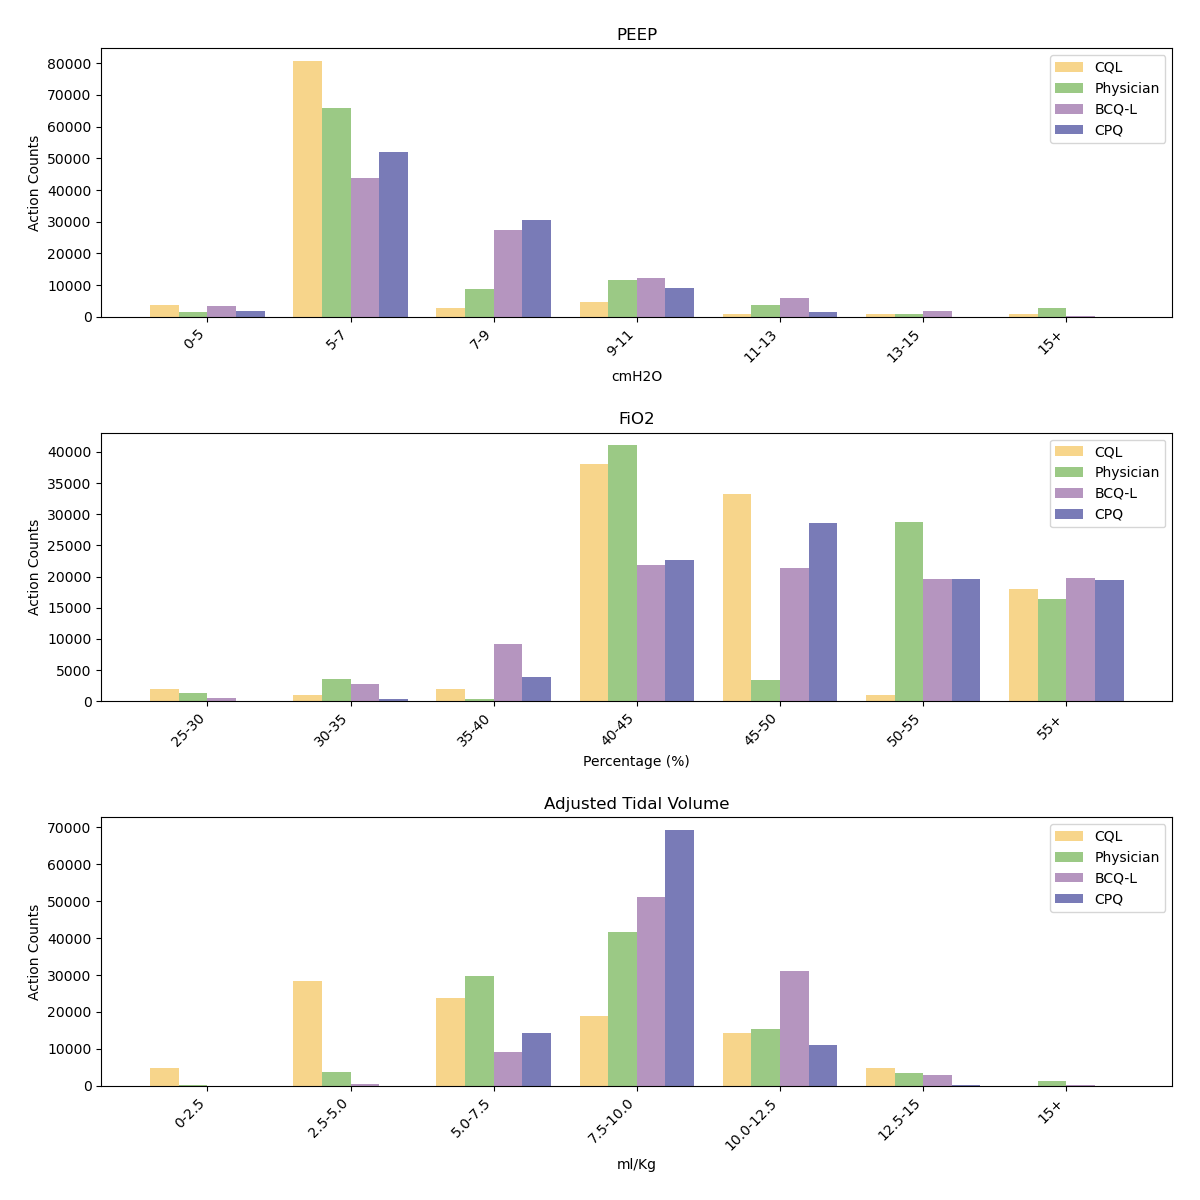 PEEP
Action Counts
80000
70000
60000
50000
40000
30000
20000
10000
0
CQL
Physician
BCQ-L
CPQ
0-5
5-7
7-9
9-11
11-13
13-15
15+
cmH2O
FiO2
Action Counts
40000
35000
30000
25000
20000
15000
10000
5000
0
CQL
Physician
BCQ-L
CPQ
25-30
30-35
35-40
40-45
45-50
50-55
55+
Percentage (%)
Adjusted Tidal Volume
Action Counts
70000
60000
50000
40000
30000
20000
10000
0
CQL
Physician
BCQ-L
CPQ
0-2.5
2.5-5.0
5.0-7.5
7.5-10.0
10.0-12.5
12.5-15
15+
ml/Kg